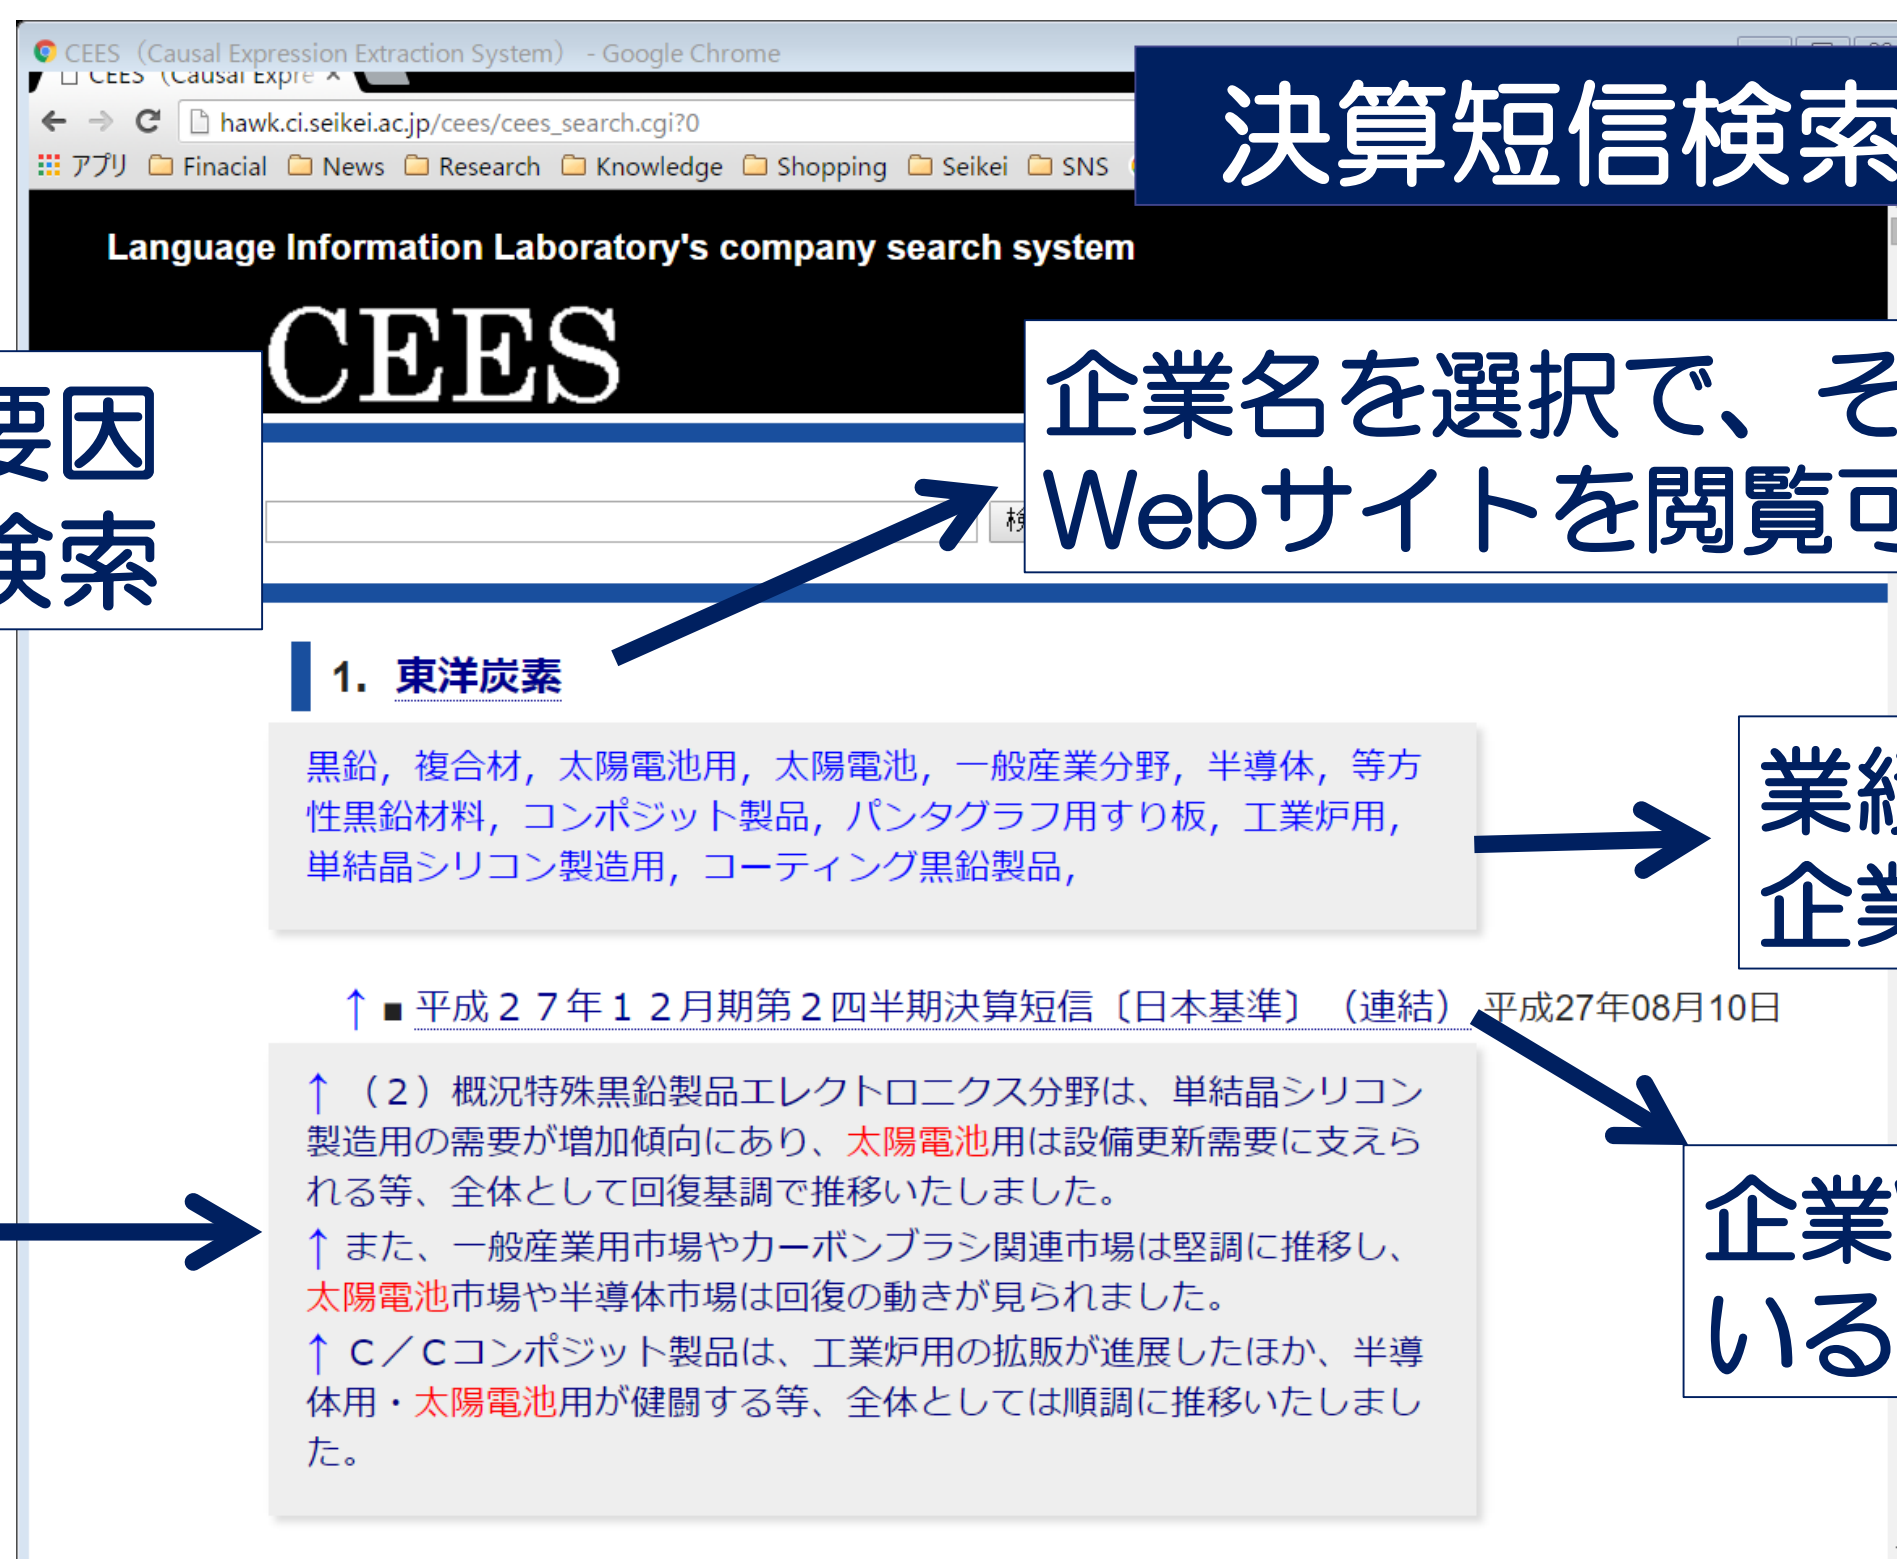 CEES（Causal Expression Extraction System） - Google Chrome
CEES（Causal Expre ×
決算短信検索
hawk.ci.seikei.ac.jp/cees/cees_search.cgi?0
アプリ Finacial News Research Knowledge Shopping Seikei SNS
Language Information Laboratory's company search system
CEES
要因
検索
企業名を選択で、そ
Webサイトを閲覧可
1. 東洋炭素
黒鉛，複合材，太陽電池用，太陽電池，一般産業分野，半導体，等方
性黒鉛材料，コンポジット製品，パンタグラフ用すり板，工業炉用，
単結晶シリコン製造用，コーティング黒鉛製品，
業績
企業
↑ ■ 平成２７年１２月期第２四半期決算短信〔日本基準〕（連結） 平成27年08月10日
↑ （２）概況特殊黒鉛製品エレクトロニクス分野は、単結晶シリコン
製造用の需要が増加傾向にあり、太陽電池用は設備更新需要に支えら
れる等、全体として回復基調で推移いたしました。
↑ また、一般産業用市場やカーボンブラシ関連市場は堅調に推移し、
太陽電池市場や半導体市場は回復の動きが見られました。
↑ Ｃ／Ｃコンポジット製品は、工業炉用の拡販が進展したほか、半導
体用・太陽電池用が健闘する等、全体としては順調に推移いたしまし
た。
企業
いる